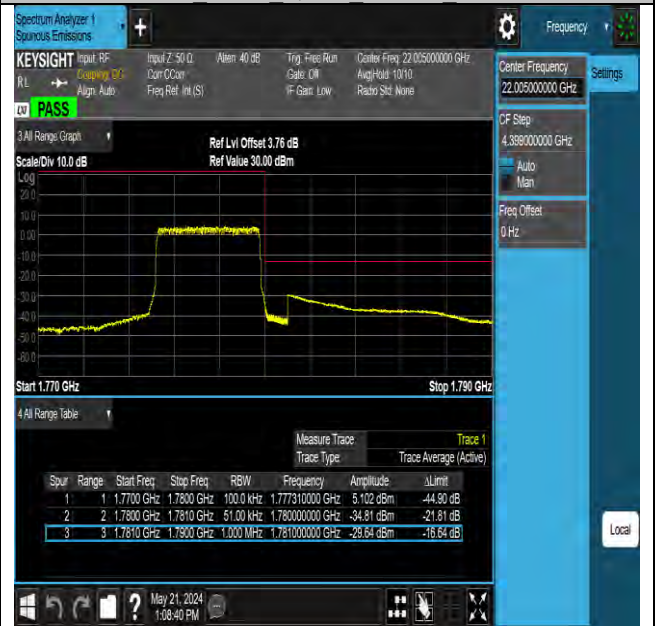 Spectrum Analyzer 1
Spurious Emissions
Frequency
KEYSIGHT Input: RF Input Z: 50 Ω Atten: 40 dB Trig: Free Run Center Freq: 22.005000000 GHz
RL Coupling: DC Corr CCorr Gate: Off Avg|Hold: 10/10
Align: Auto Freq Ref: Int (S) IF Gain: Low Radio Std: None
LXI PASS
3 All Range Graph
Ref Lvl Offset 3.76 dB
Scale/Div 10.0 dB Ref Value 30.00 dBm
Log
20.0
10.0
0.00
-10.0
-20.0
-30.0
-40.0
-50.0
-60.0
Start 1.770 GHz Stop 1.790 GHz
4 All Range Table
Measure Trace Trace 1
Trace Type Trace Average (Active)
Spur Range Start Freq Stop Freq RBW Frequency Amplitude ΔLimit
1 1 1.7700 GHz 1.7800 GHz 100.0 kHz 1.777310000 GHz 5.102 dBm -44.90 dB
2 2 1.7800 GHz 1.7810 GHz 51.00 kHz 1.780000000 GHz -34.81 dBm -21.81 dB
3 3 1.7810 GHz 1.7900 GHz 1.000 MHz 1.781000000 GHz -29.64 dBm -16.64 dB
Center Frequency
22.005000000 GHz
Settings
CF Step
4.399000000 GHz
Auto
Man
Freq Offset
0 Hz
Local
May 21, 2024
1:08:40 PM